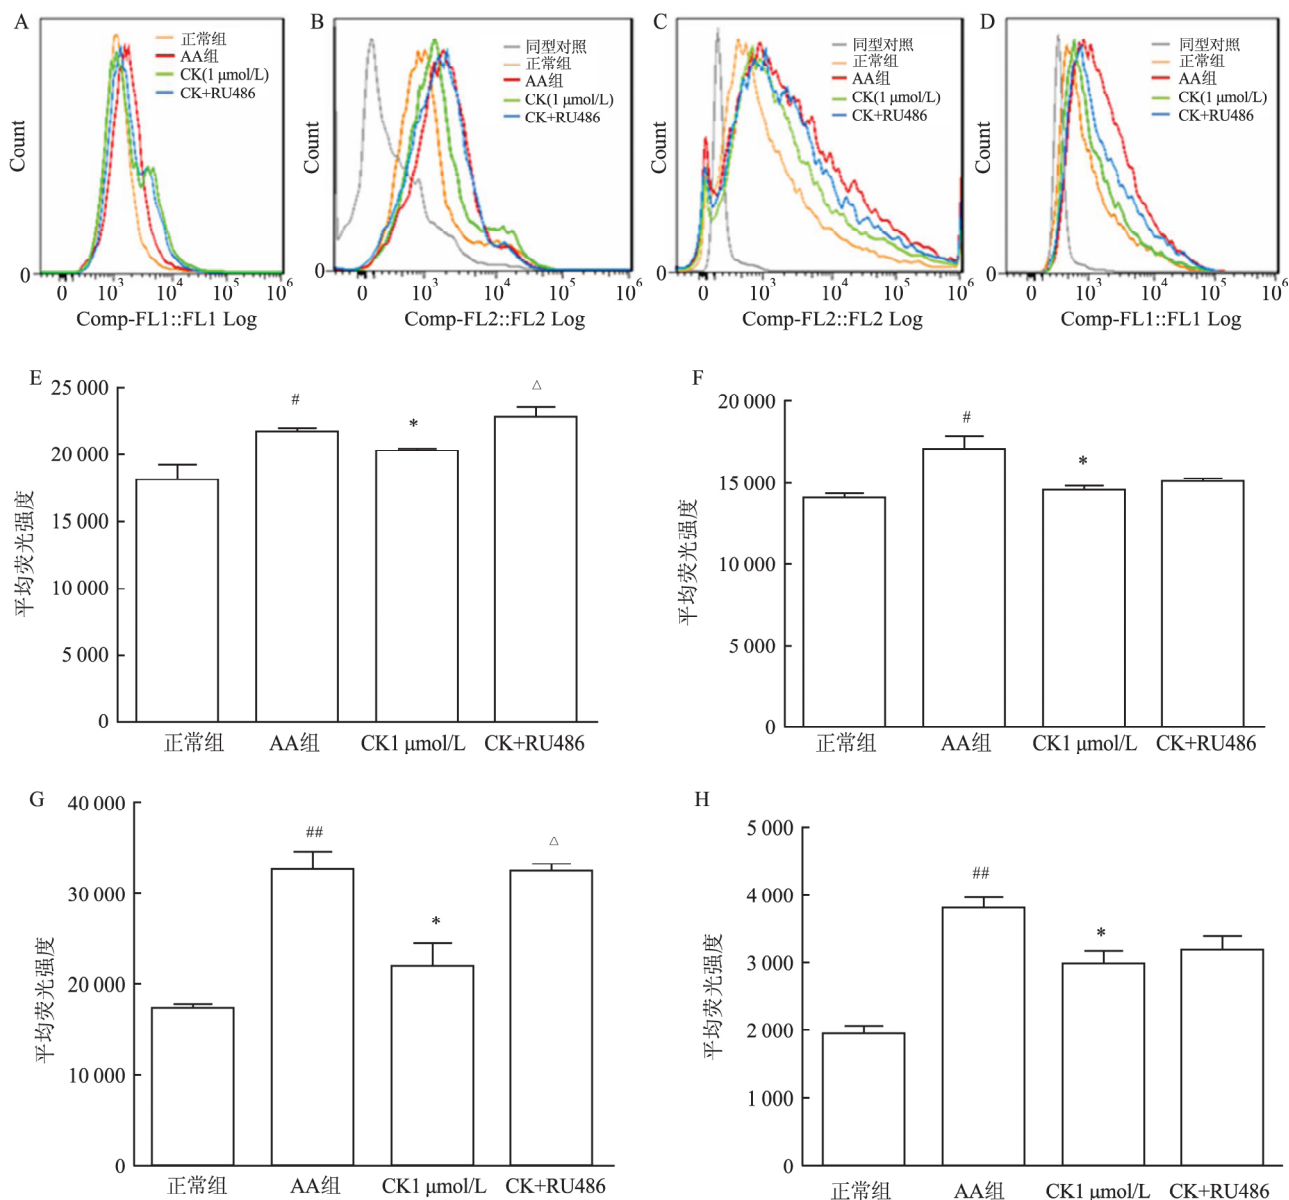 A
正常组
AA组
CK(1 μmol/L)
CK+RU486
Count
0
0 10³ 10⁴ 10⁵ 10⁶
Comp-FL1::FL1 Log
B
同型对照
正常组
AA组
CK(1 μmol/L)
CK+RU486
Count
0
0 10³ 10⁴ 10⁵ 10⁶
Comp-FL2::FL2 Log
C
同型对照
正常组
AA组
CK(1 μmol/L)
CK+RU486
Count
0
0 10³ 10⁴ 10⁵ 10⁶
Comp-FL2::FL2 Log
D
同型对照
正常组
AA组
CK(1 μmol/L)
CK+RU486
Count
0
0 10³ 10⁴ 10⁵ 10⁶
Comp-FL1::FL1 Log
E
平均荧光强度
25 000
20 000
15 000
10 000
5 000
0
# * △
正常组 AA组 CK1 μmol/L CK+RU486
F
平均荧光强度
20 000
15 000
10 000
5 000
0
# *
正常组 AA组 CK1 μmol/L CK+RU486
G
平均荧光强度
40 000
30 000
20 000
10 000
0
## * △
正常组 AA组 CK1 μmol/L CK+RU486
H
平均荧光强度
5 000
4 000
3 000
2 000
1 000
0
## *
正常组 AA组 CK1 μmol/L CK+RU486